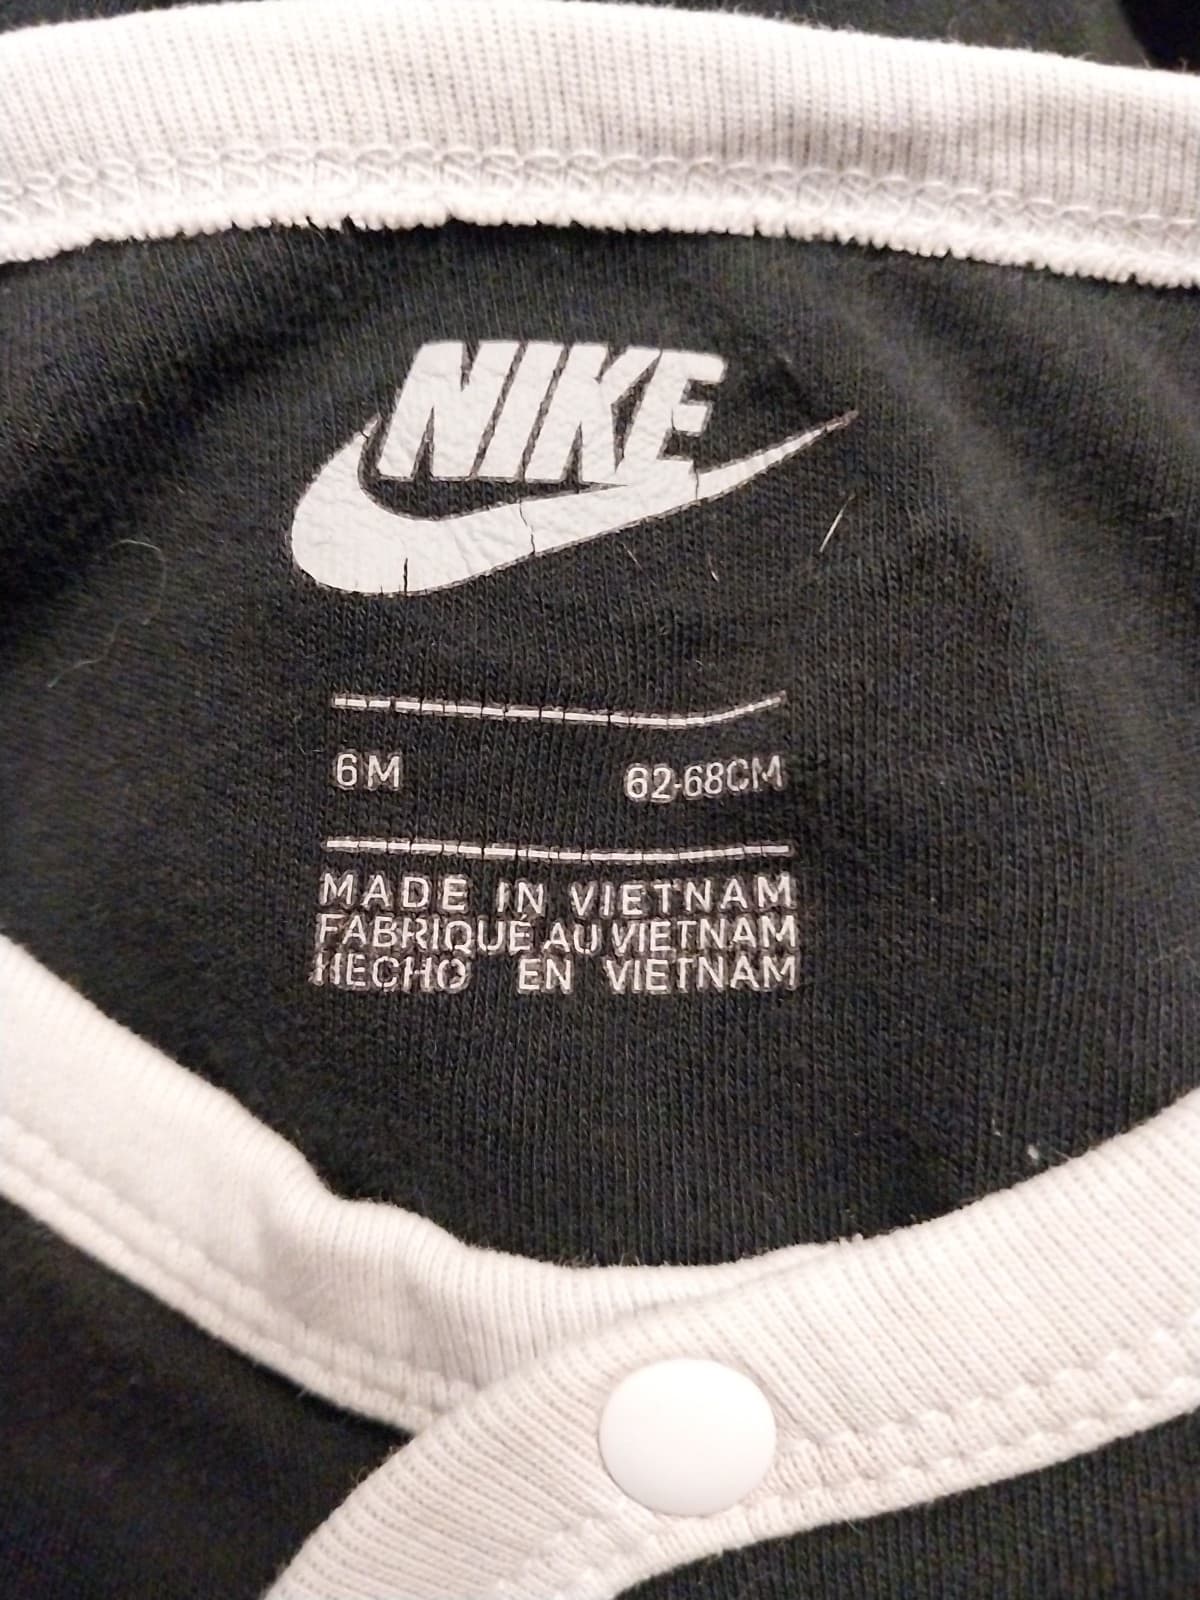 NIKE
6M 62-68CM
MADE IN VIETNAM
FABRIQUÉ AU VIETNAM
HECHO EN VIETNAM